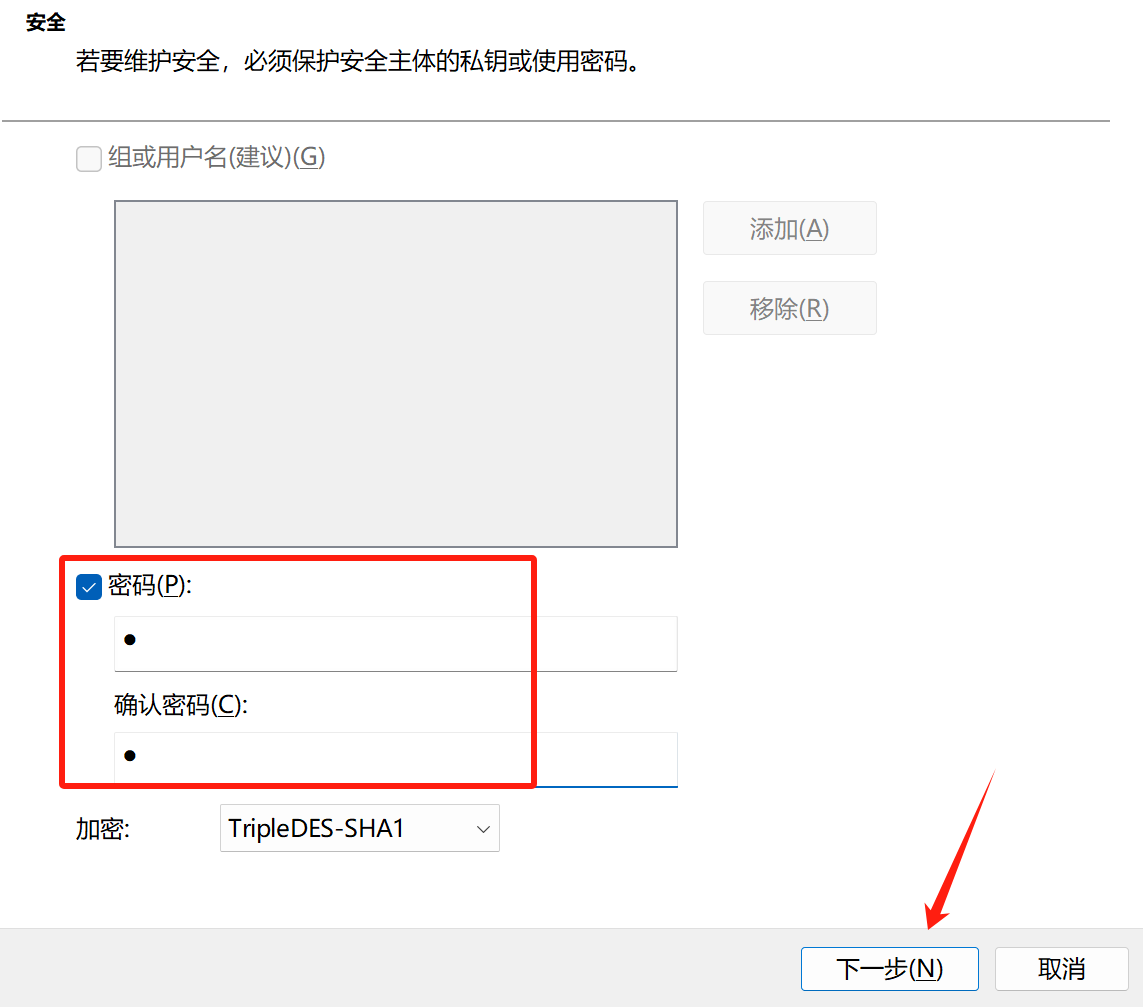 安全
若要维护安全，必须保护安全主体的私钥或使用密码。
组或用户名(建议)(G)
添加(A)
移除(R)
密码(P):
●
确认密码(C):
●
加密:
TripleDES-SHA1
下一步(N)
取消